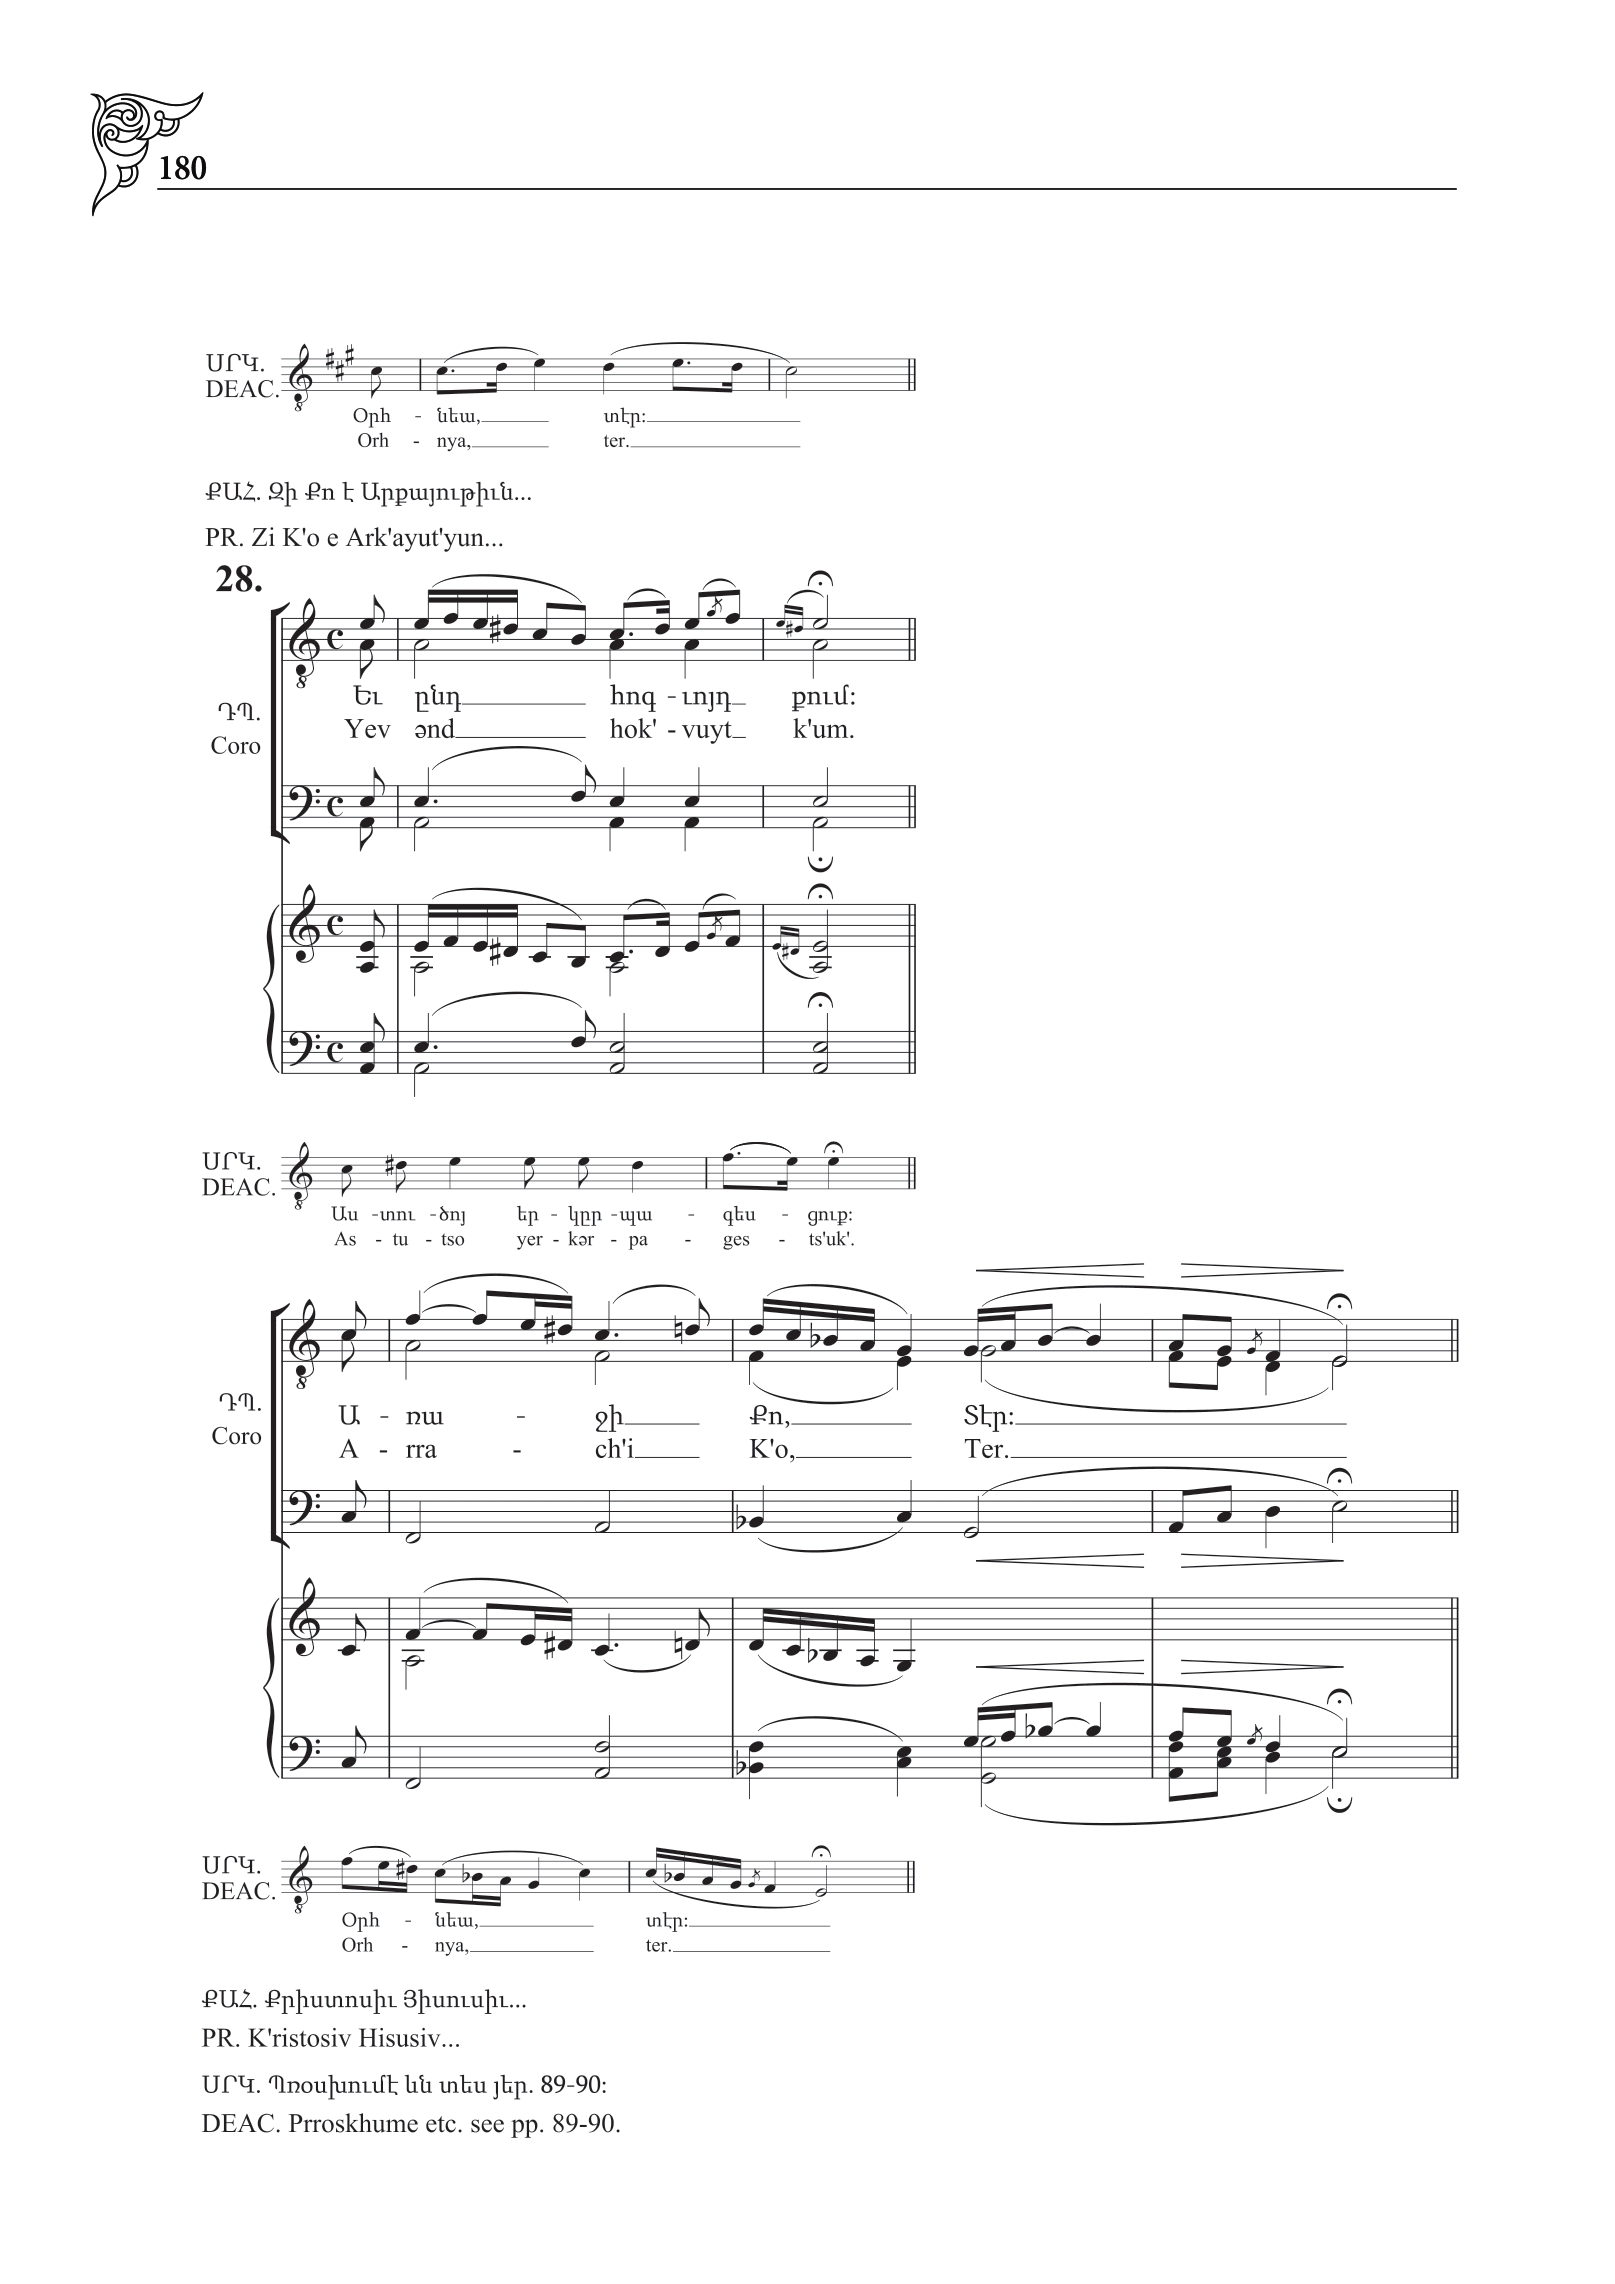 180
ՍՐԿ.
DEAC.
Օրհ - նեա, տէր:
Orh - nya, ter.
ՔԱՀ. Զի Քո է Արքայութիւն...
PR. Zi K'o e Ark'ayut'yun...
28.
ԴՊ.
Coro
Եւ ընդ հոգ - ւոյդ քում:
Yev ənd hok' - vuyt k'um.
ՍՐԿ.
DEAC.
Աս - տու - ծոյ եր - կըր - պա - գես - ցուք:
As - tu - tso yer - kər - pa - ges - ts'uk'.
ԴՊ.
Coro
Ա - ռա - ջի Քո, Տէր:
A - rra - ch'i K'o, Ter.
ՍՐԿ.
DEAC.
Օրհ - նեա, տէր:
Orh - nya, ter.
ՔԱՀ. Քրիստոսիւ Յիսուսիւ...
PR. K'ristosiv Hisusiv...
ՍՐԿ. Պռօսխումէ ևն տես յեր. 89-90:
DEAC. Prroskhume etc. see pp. 89-90.